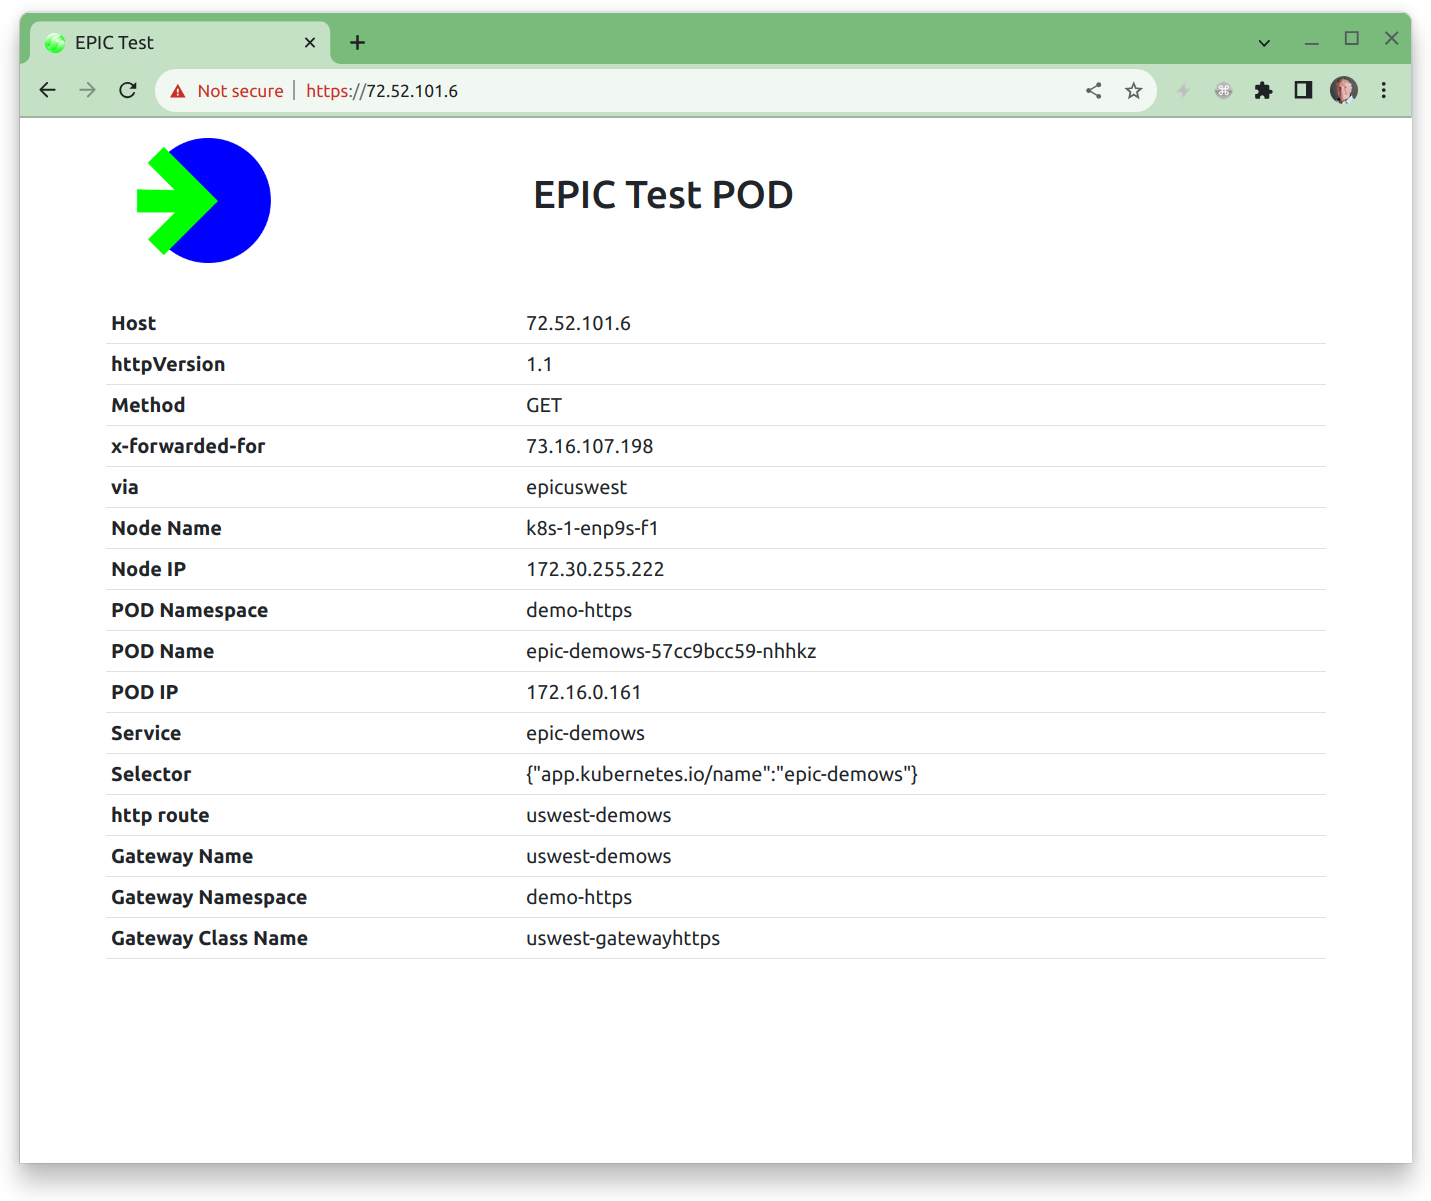 EPIC Test
Not secure | https://72.52.101.6
EPIC Test POD
Host 72.52.101.6
httpVersion 1.1
Method GET
x-forwarded-for 73.16.107.198
via epicuswest
Node Name k8s-1-enp9s-f1
Node IP 172.30.255.222
POD Namespace demo-https
POD Name epic-demows-57cc9bcc59-nhhkz
POD IP 172.16.0.161
Service epic-demows
Selector {"app.kubernetes.io/name":"epic-demows"}
http route uswest-demows
Gateway Name uswest-demows
Gateway Namespace demo-https
Gateway Class Name uswest-gatewayhttps